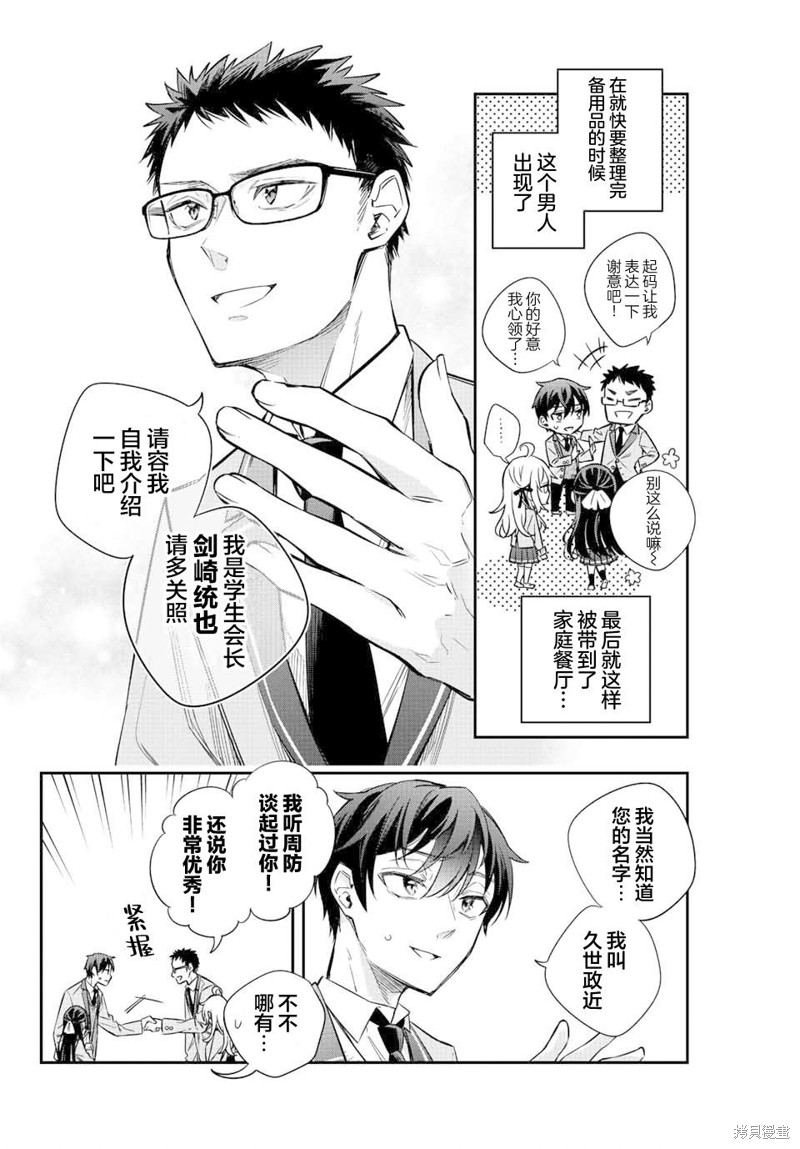 在就快要整理完
备用品的时候
这个男人
出现了
起码让我
表达一下
谢意吧！
你的好意
我心领了…
……
别这么说嘛~
最后就这样
被带到了
家庭餐厅…
请容我
自我介绍
一下吧
我是学生会长
剑崎统也
请多关照
我当然知道
您的名字…
我叫
久世政近
我听周防
谈起过你！
还说你
非常优秀！
紧握
不不
哪有…
拷貝漫畫